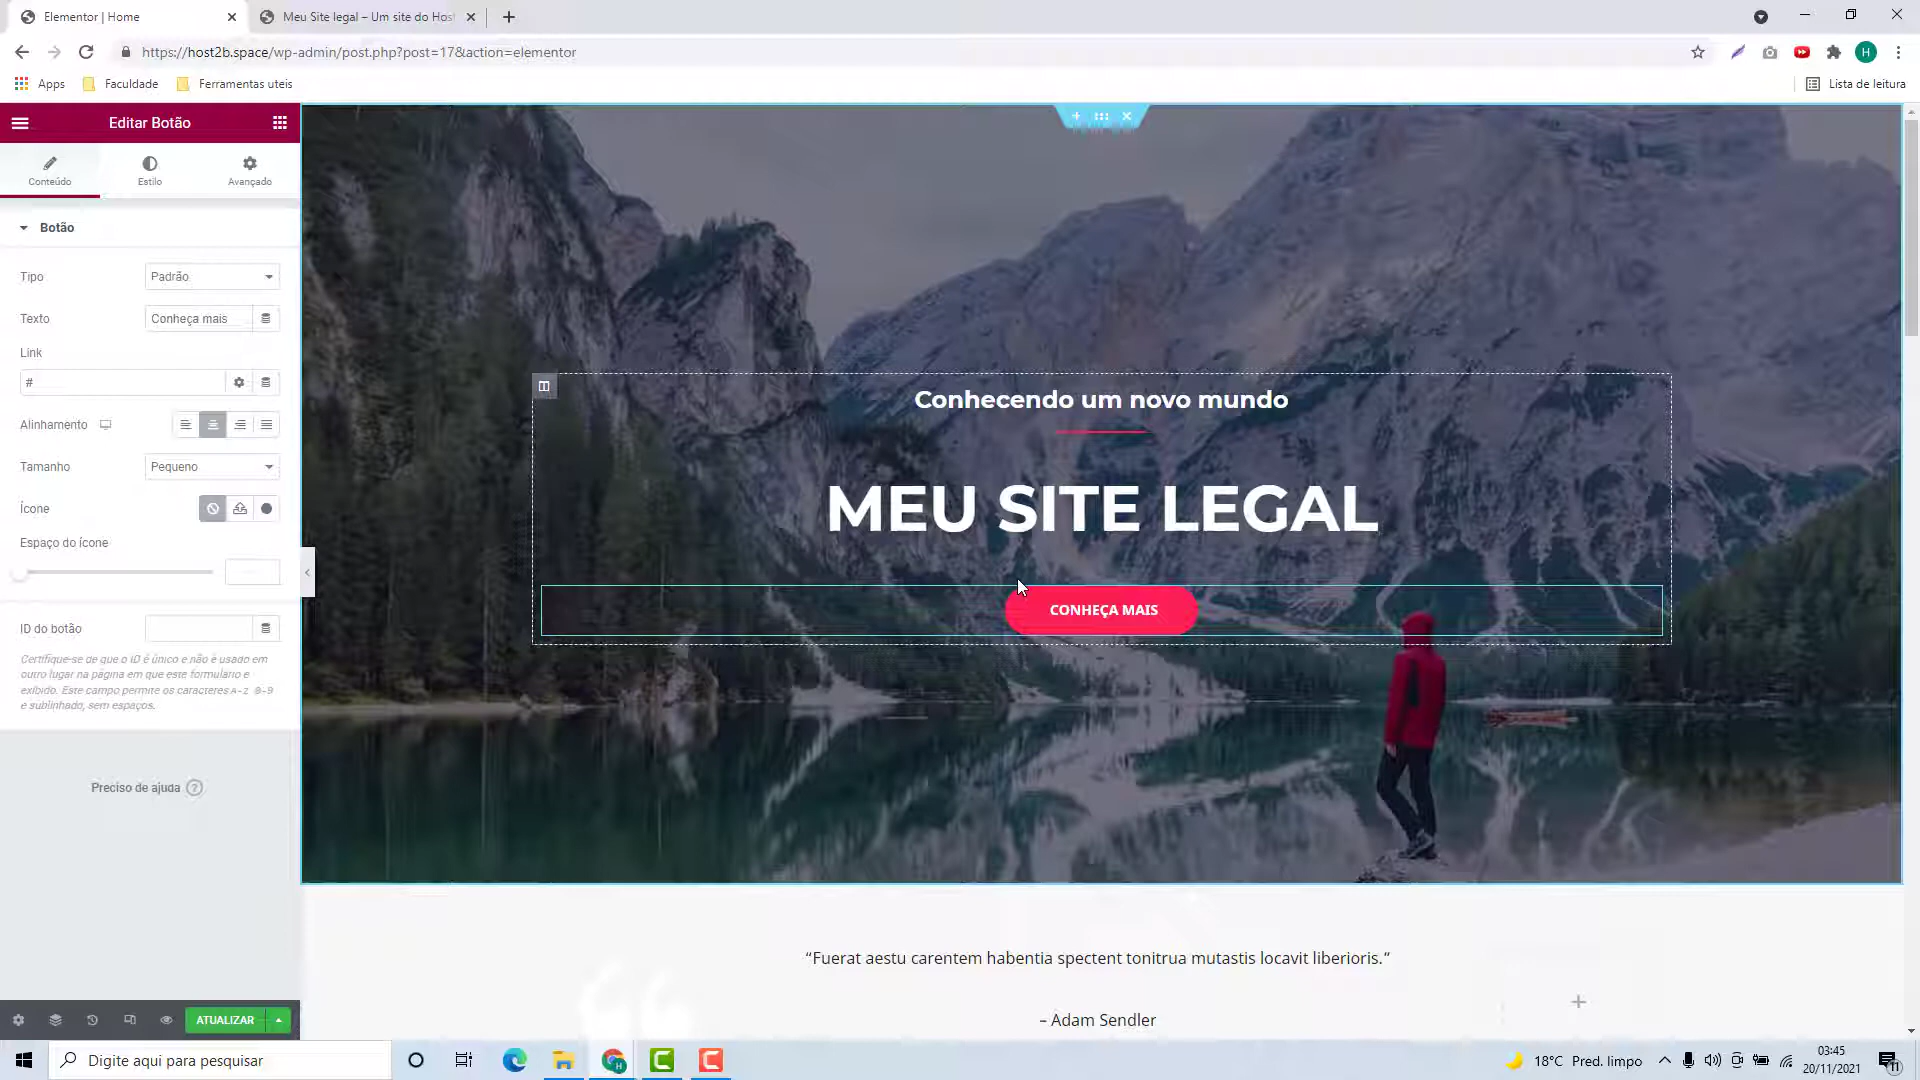 Elementor | Home
Meu Site legal – Um site do Host
https://host2b.space/wp-admin/post.php?post=17&action=elementor
Apps
Faculdade
Ferramentas uteis
Lista de leitura
Editar Botão
Conteúdo
Estilo
Avançado
Botão
Tipo
Padrão
Texto
Conheça mais
Link
#
Alinhamento
Tamanho
Pequeno
Ícone
Espaço do ícone
ID do botão
Certifique-se de que o ID é único e não é usado em
outro lugar na página em que este formulário é
exibido. Este campo permite os caracteres A-z 0-9
e sublinhado, sem espaços.
Preciso de ajuda
ATUALIZAR
Conhecendo um novo mundo
MEU SITE LEGAL
CONHEÇA MAIS
“Fuerat aestu carentem habentia spectent tonitrua mutastis locavit liberioris.”
– Adam Sendler
Digite aqui para pesquisar
18°C Pred. limpo
03:45
20/11/2021
11